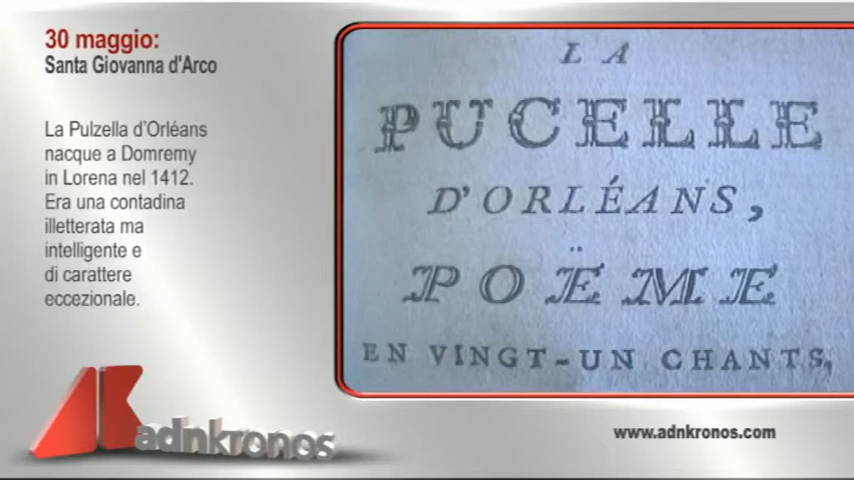 30 maggio:
Santa Giovanna d'Arco
La Pulzella d'Orléans
nacque a Domremy
in Lorena nel 1412.
Era una contadina
illetterata ma
intelligente e
di carattere
eccezionale.
LA
PUCELLE
D'ORLÉANS,
POËME
EN VINGT-UN CHANTS,
adnkronos
www.adnkronos.com